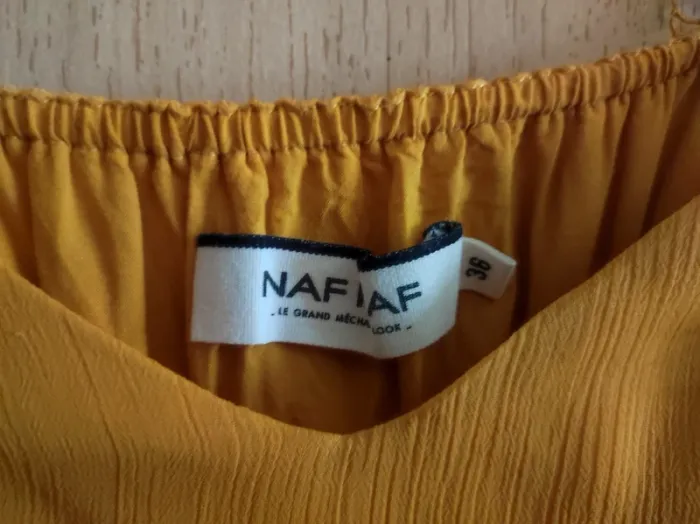 NAF AF
- LE GRAND MÉCHA LOOK -
36